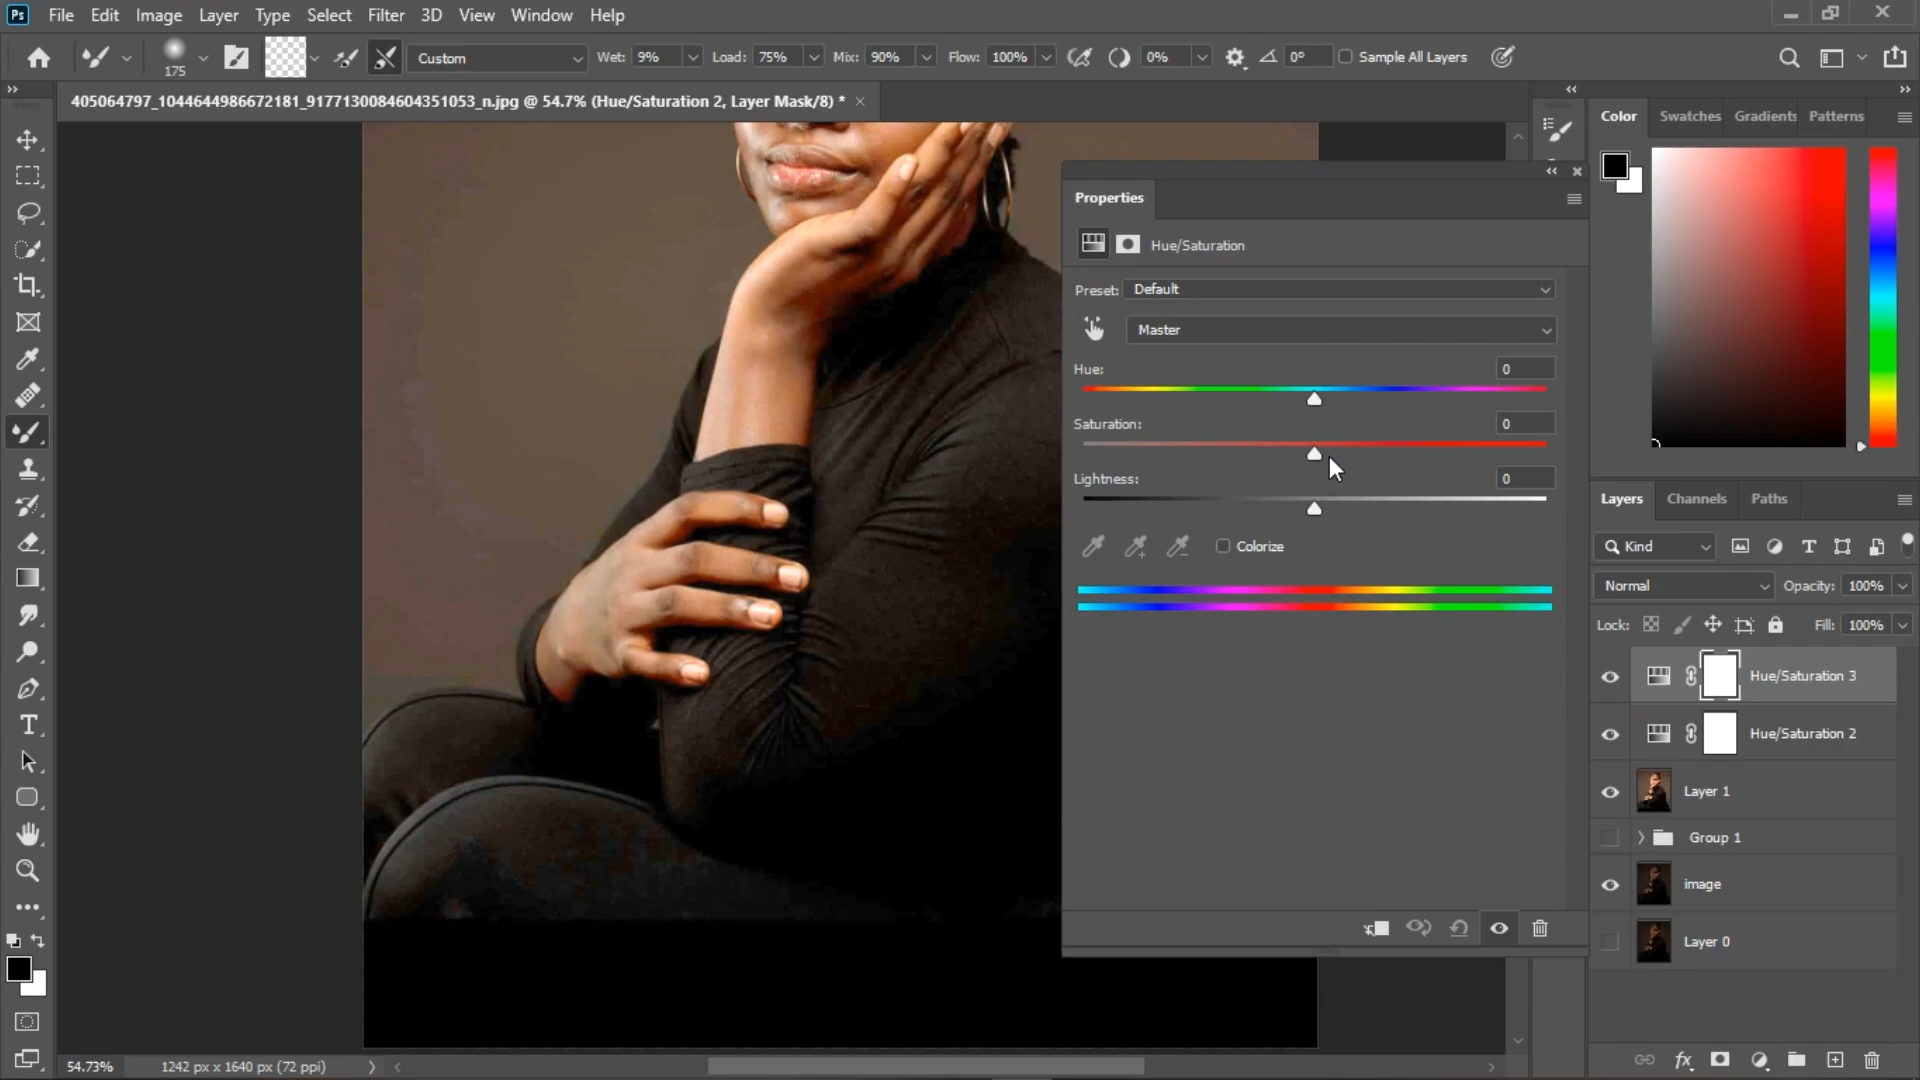 Ps File Edit Image Layer Type Select Filter 3D View Window Help
175 Custom Wet: 9% Load: 75% Mix: 90% Flow: 100% 0% 0° Sample All Layers
405064797_1044644986672181_9177130084604351053_n.jpg @ 54.7% (Hue/Saturation 2, Layer Mask/8) *
Color Swatches Gradients Patterns
Properties
Hue/Saturation
Preset: Default
Master
Hue: 0
Saturation: 0
Lightness: 0
Colorize
Layers Channels Paths
Kind
Normal Opacity: 100%
Lock: Fill: 100%
Hue/Saturation 3
Hue/Saturation 2
Layer 1
Group 1
image
Layer 0
54.73% 1242 px x 1640 px (72 ppi)